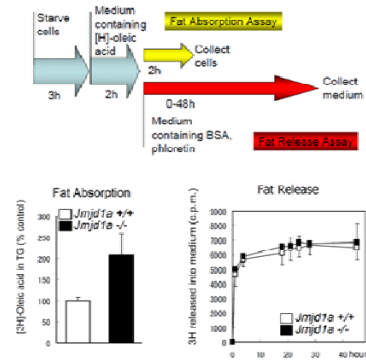 Starve
cells
Medium
containing
[H]-oleic
acid
Fat Absorption Assay
Collect
cells
3h
2h
2h
0-48h
Collect
medium
Medium
containing BSA,
phloretin
Fat Release Assay
Fat Absorption
Jmjd1a +/+
Jmjd1a -/-
[2H]-Oleic acid in TG (% control)
300
250
200
150
100
50
0
Fat Release
3H released into medium (c.p.m.)
9000
8000
7000
6000
5000
4000
3000
2000
1000
0
Jmjd1a +/+
Jmjd1a -/-
0 10 20 30 40 hour